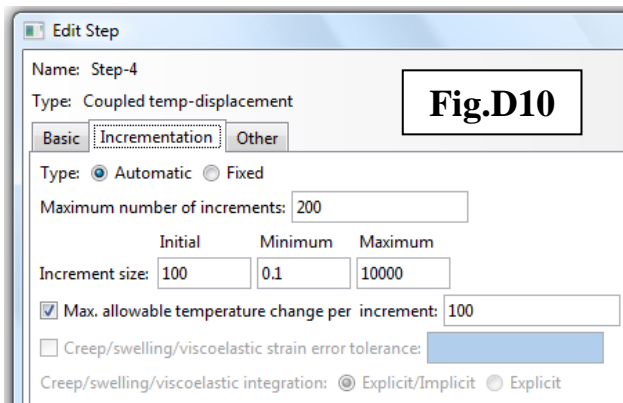 Edit Step
Name: Step-4
Type: Coupled temp-displacement
Fig.D10
Basic Incrementation Other
Type: Automatic Fixed
Maximum number of increments: 200
Initial Minimum Maximum
Increment size: 100 0.1 10000
Max. allowable temperature change per increment: 100
Creep/swelling/viscoelastic strain error tolerance:
Creep/swelling/viscoelastic integration: Explicit/Implicit Explicit